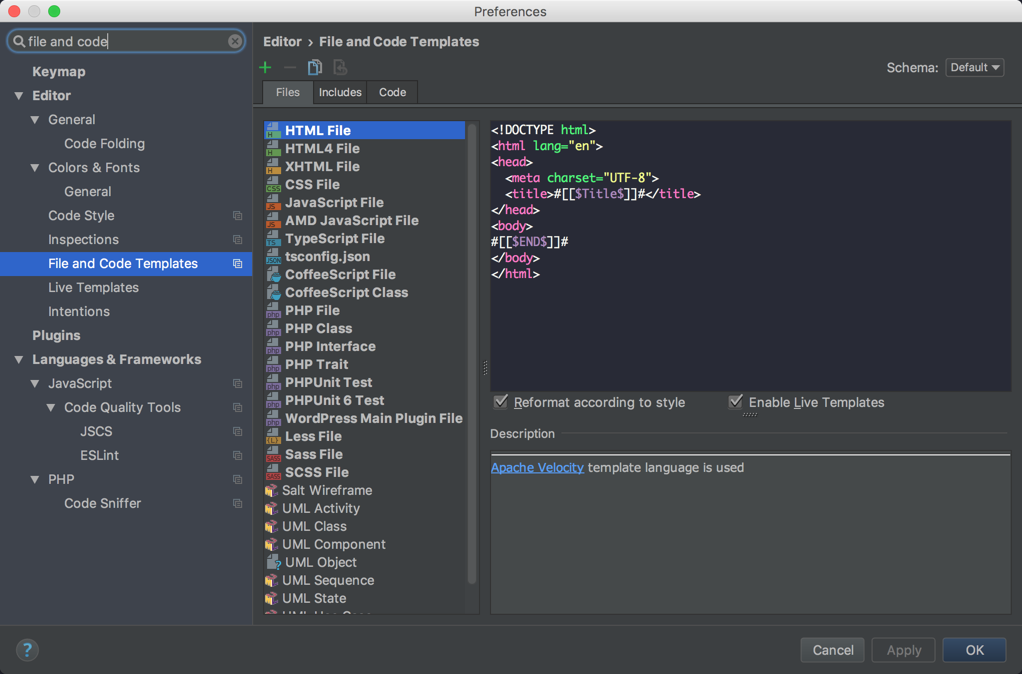 Preferences
file and code
Keymap
Editor
General
Code Folding
Colors & Fonts
General
Code Style
Inspections
File and Code Templates
Live Templates
Intentions
Plugins
Languages & Frameworks
JavaScript
Code Quality Tools
JSCS
ESLint
PHP
Code Sniffer
Editor › File and Code Templates
Schema: Default
Files Includes Code
HTML File
HTML4 File
XHTML File
CSS File
JavaScript File
AMD JavaScript File
TypeScript File
tsconfig.json
CoffeeScript File
CoffeeScript Class
PHP File
PHP Class
PHP Interface
PHP Trait
PHPUnit Test
PHPUnit 6 Test
WordPress Main Plugin File
Less File
Sass File
SCSS File
Salt Wireframe
UML Activity
UML Class
UML Component
UML Object
UML Sequence
UML State
<!DOCTYPE html>
<html lang="en">
<head>
<meta charset="UTF-8">
<title>#[[$Title$]]#</title>
</head>
<body>
#[[$END$]]#
</body>
</html>
Reformat according to style Enable Live Templates
Description
Apache Velocity template language is used
? Cancel Apply OK